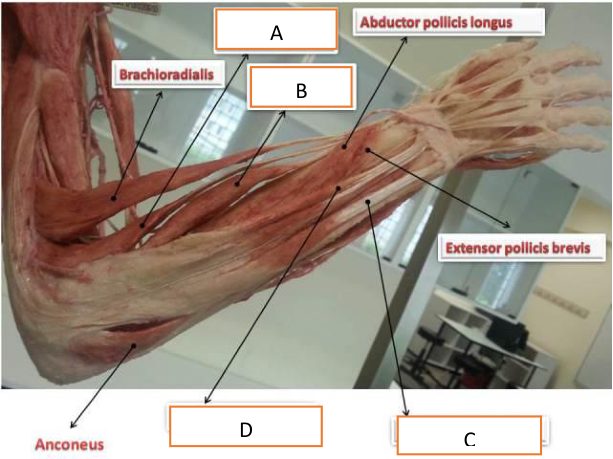 Abductor pollicis longus
A
Brachioradialis
B
Extensor pollicis brevis
D
C
Anconeus